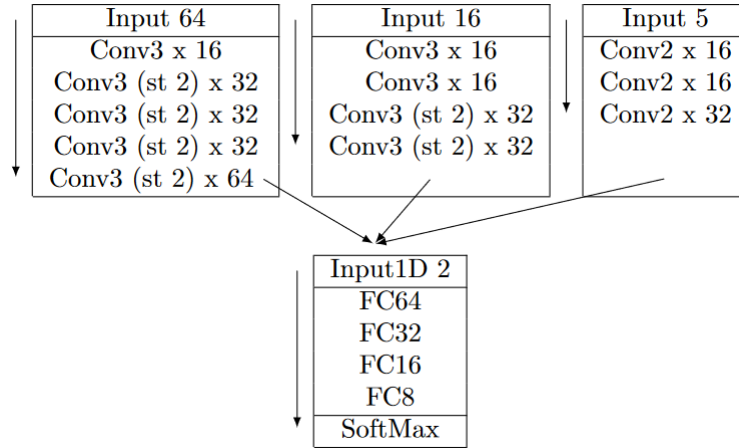 Input 64
Conv3 x 16
Conv3 (st 2) x 32
Conv3 (st 2) x 32
Conv3 (st 2) x 32
Conv3 (st 2) x 64
Input 16
Conv3 x 16
Conv3 x 16
Conv3 (st 2) x 32
Conv3 (st 2) x 32
Input 5
Conv2 x 16
Conv2 x 16
Conv2 x 32
Input1D 2
FC64
FC32
FC16
FC8
SoftMax